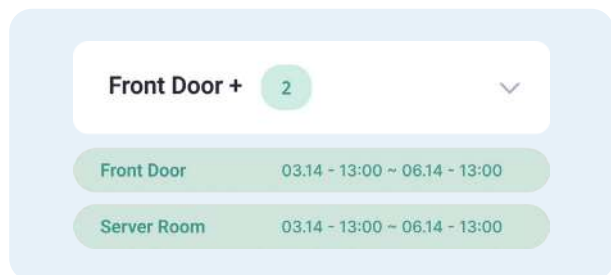 Front Door + 2
Front Door 03.14 - 13:00 ~ 06.14 - 13:00
Server Room 03.14 - 13:00 ~ 06.14 - 13:00